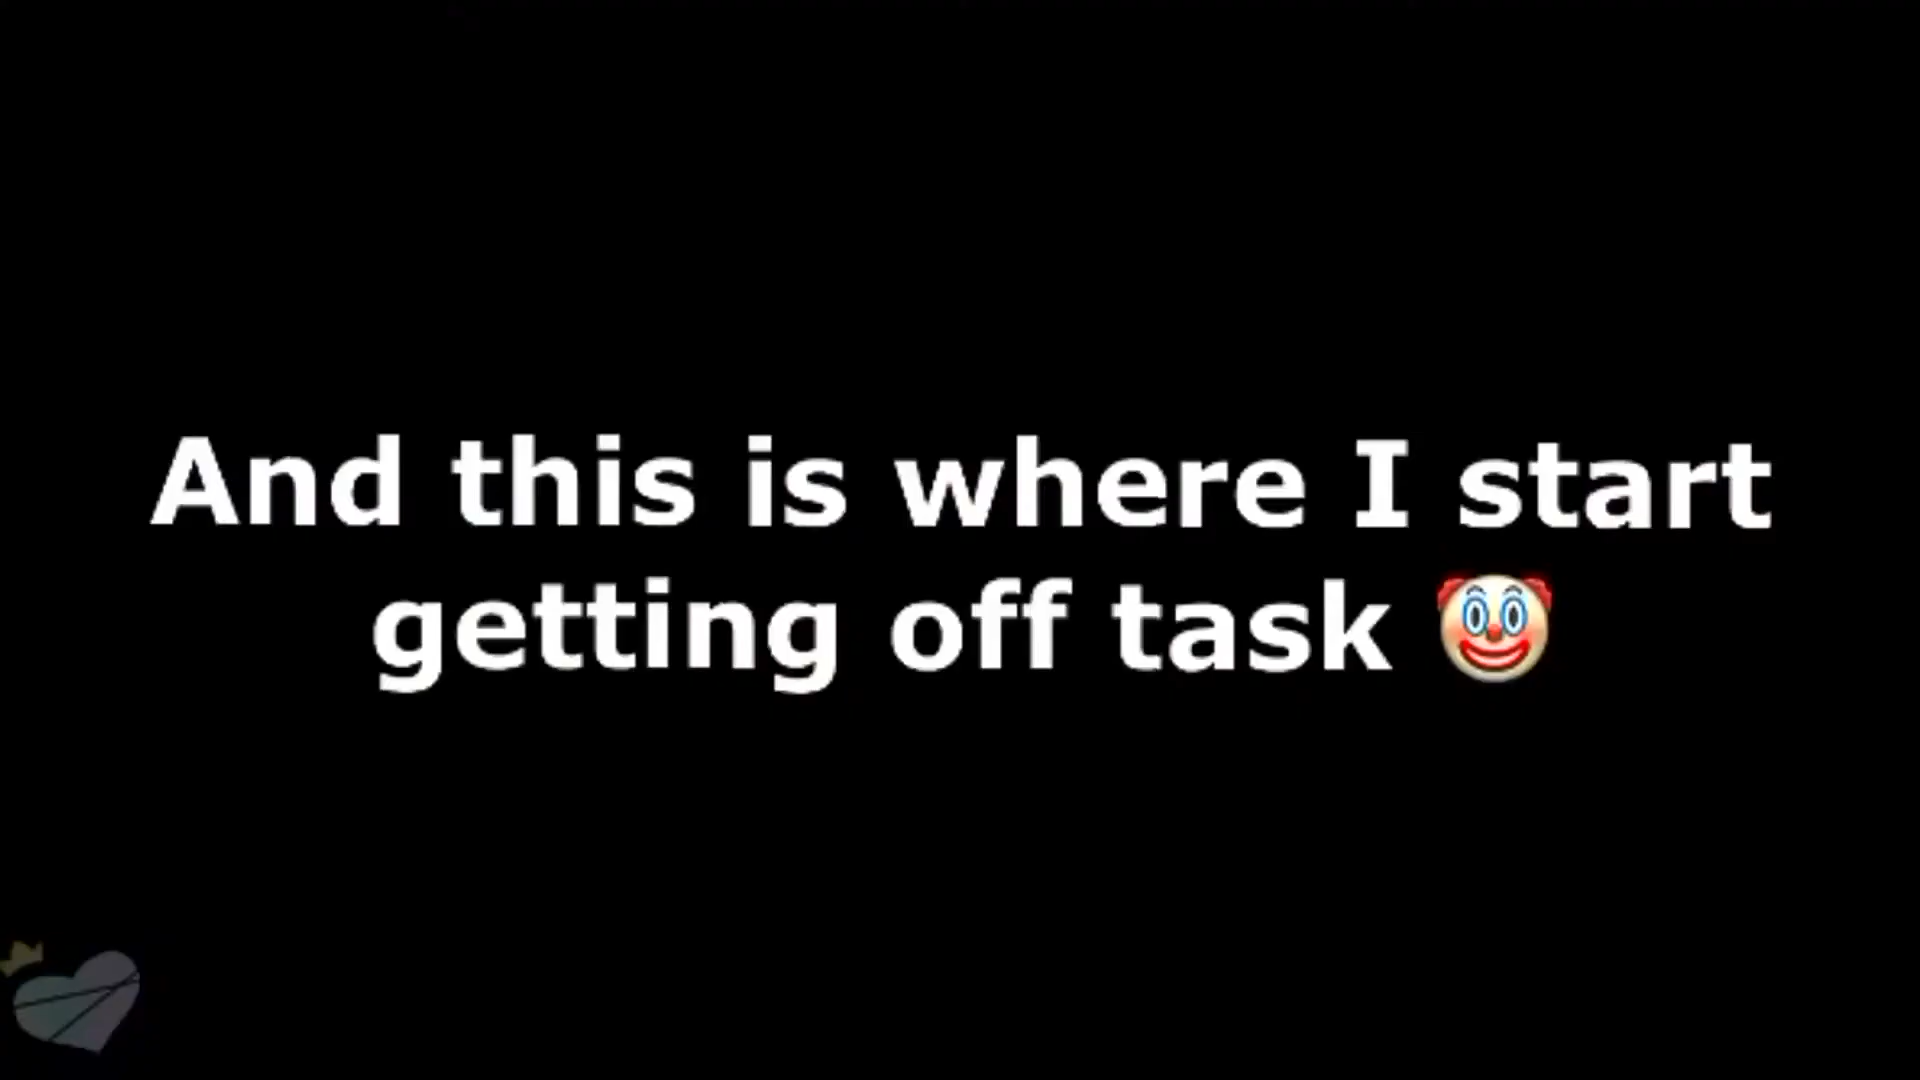 And this is where I start
getting off task 🤡